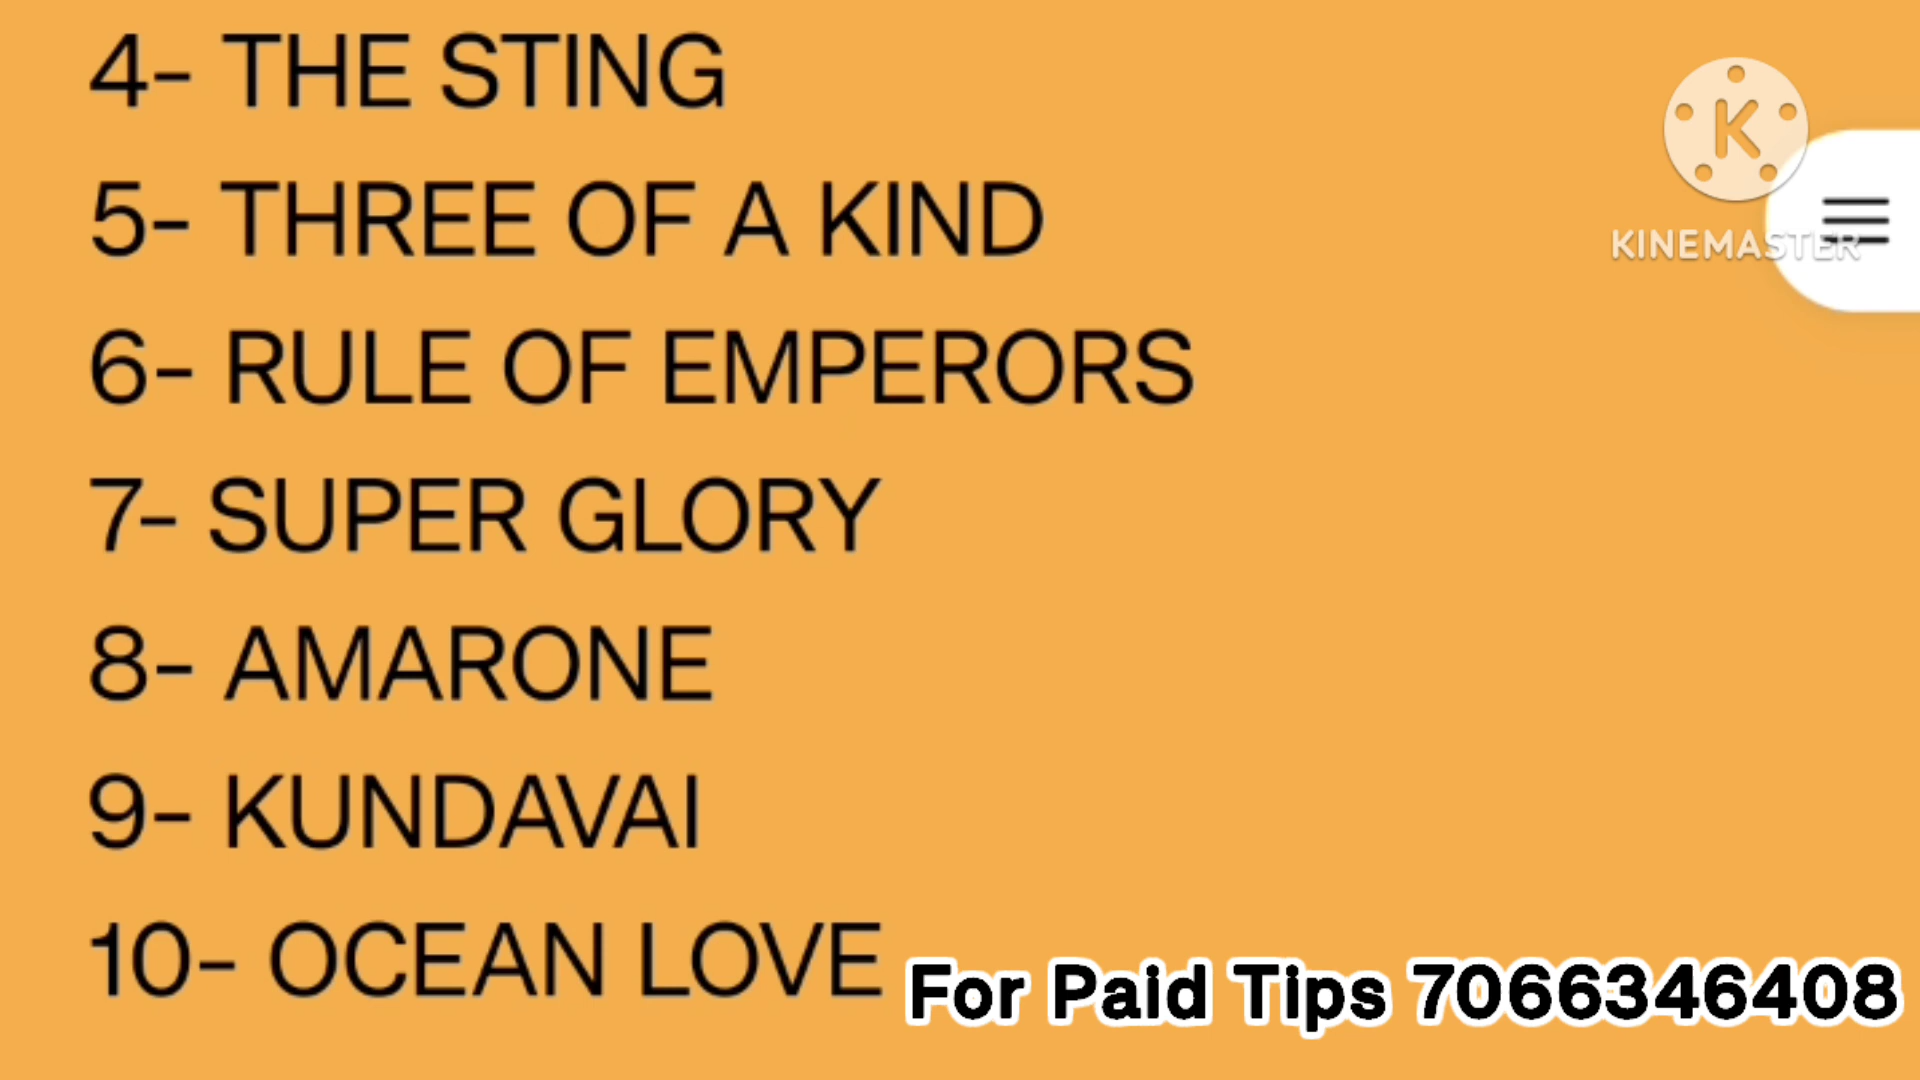 4- THE STING
5- THREE OF A KIND
KINEMASTER
6- RULE OF EMPERORS
7- SUPER GLORY
8- AMARONE
9- KUNDAVAI
10- OCEAN LOVE
For Paid Tips 7066346408